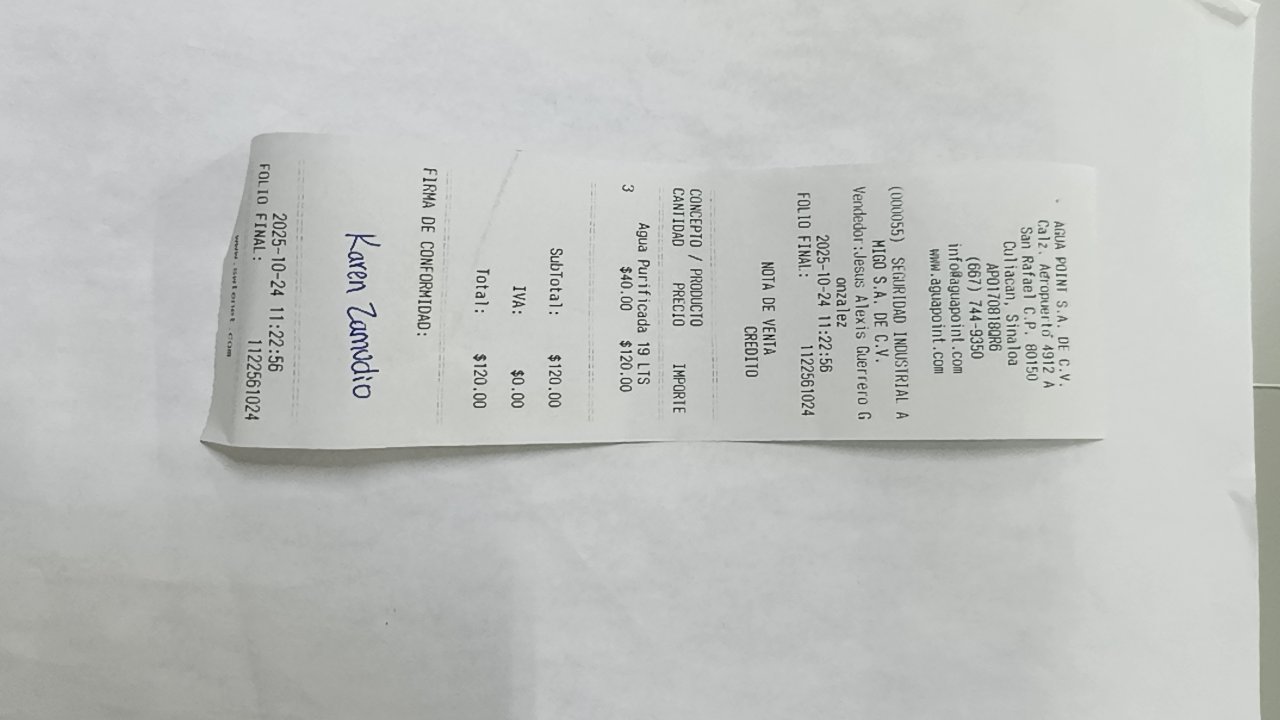 AGUA POINT S.A. DE C.V.
Calz. Aeropuerto 4912 A
San Rafael C.P. 80150
Culiacan, Sinaloa
APO170818QR6
(667) 744-9350
info@aguapoint.com
www.aguapoint.com
(000055) SEGURIDAD INDUSTRIAL A
MIGO S.A. DE C.V.
Vendedor:Jesus Alexis Guerrero G
onzalez
2025-10-24 11:22:56
FOLIO FINAL: 1122561024
NOTA DE VENTA
CREDITO
CONCEPTO / PRODUCTO
CANTIDAD PRECIO IMPORTE
Agua Purificada 19 LTS
3 $40.00 $120.00
SubTotal: $120.00
IVA: $0.00
Total: $120.00
FIRMA DE CONFORMIDAD:
Karen Zamudio
2025-10-24 11:22:56
FOLIO FINAL: 1122561024